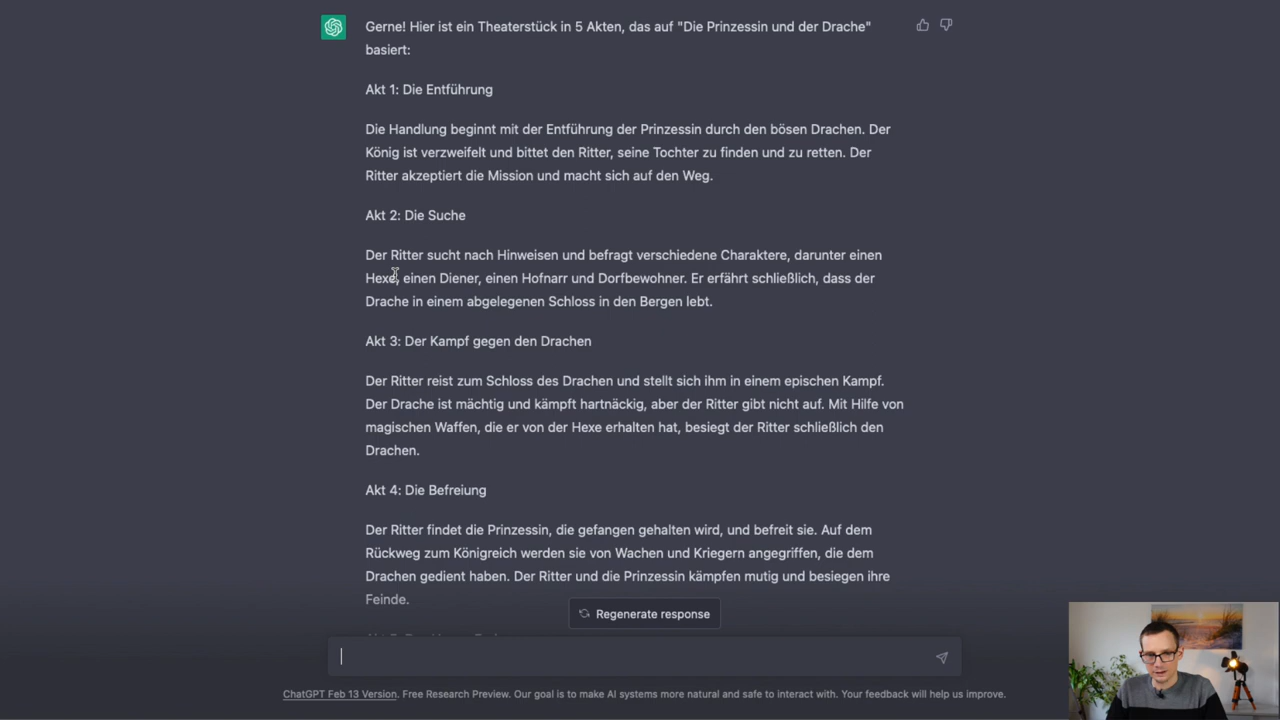 Gerne! Hier ist ein Theaterstück in 5 Akten, das auf "Die Prinzessin und der Drache"
basiert:
Akt 1: Die Entführung
Die Handlung beginnt mit der Entführung der Prinzessin durch den bösen Drachen. Der
König ist verzweifelt und bittet den Ritter, seine Tochter zu finden und zu retten. Der
Ritter akzeptiert die Mission und macht sich auf den Weg.
Akt 2: Die Suche
Der Ritter sucht nach Hinweisen und befragt verschiedene Charaktere, darunter einen
Hexe, einen Diener, einen Hofnarr und Dorfbewohner. Er erfährt schließlich, dass der
Drache in einem abgelegenen Schloss in den Bergen lebt.
Akt 3: Der Kampf gegen den Drachen
Der Ritter reist zum Schloss des Drachen und stellt sich ihm in einem epischen Kampf.
Der Drache ist mächtig und kämpft hartnäckig, aber der Ritter gibt nicht auf. Mit Hilfe von
magischen Waffen, die er von der Hexe erhalten hat, besiegt der Ritter schließlich den
Drachen.
Akt 4: Die Befreiung
Der Ritter findet die Prinzessin, die gefangen gehalten wird, und befreit sie. Auf dem
Rückweg zum Königreich werden sie von Wachen und Kriegern angegriffen, die dem
Drachen gedient haben. Der Ritter und die Prinzessin kämpfen mutig und besiegen ihre
Feinde.
Regenerate response
ChatGPT Feb 13 Version. Free Research Preview. Our goal is to make AI systems more natural and safe to interact with. Your feedback will help us improve.